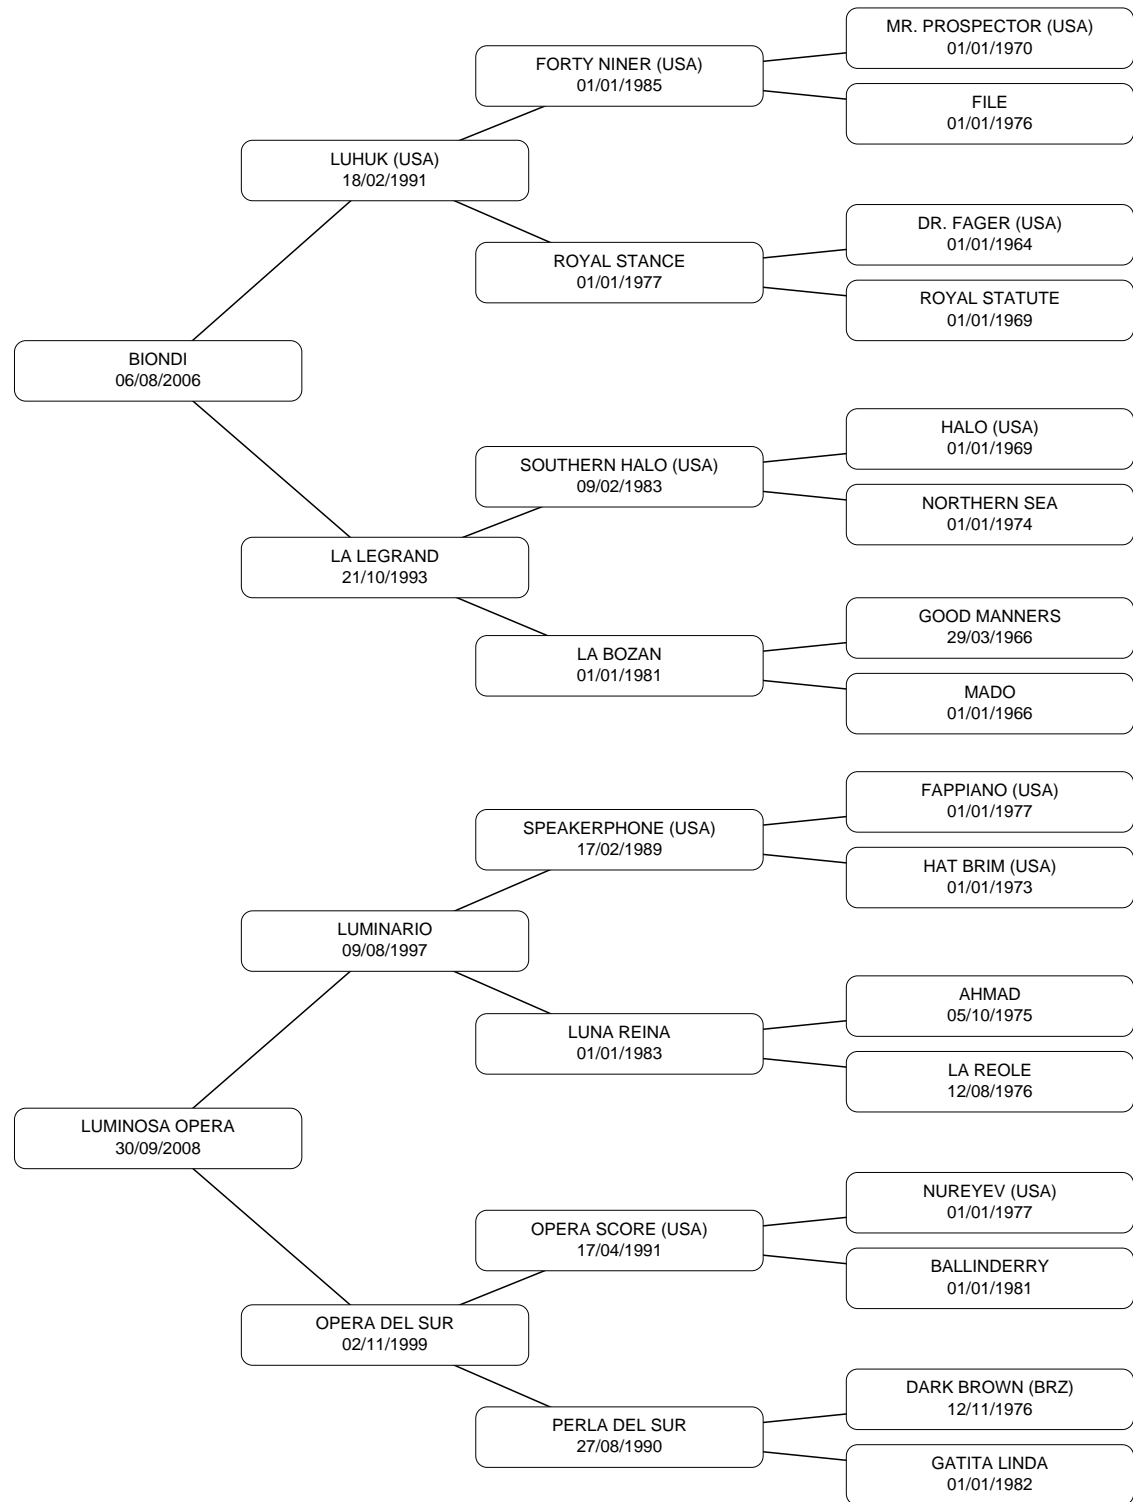 MR. PROSPECTOR (USA)
01/01/1970
FORTY NINER (USA)
01/01/1985
FILE
01/01/1976
LUHUK (USA)
18/02/1991
DR. FAGER (USA)
01/01/1964
ROYAL STANCE
01/01/1977
ROYAL STATUTE
01/01/1969
BIONDI
06/08/2006
HALO (USA)
01/01/1969
SOUTHERN HALO (USA)
09/02/1983
NORTHERN SEA
01/01/1974
LA LEGRAND
21/10/1993
GOOD MANNERS
29/03/1966
LA BOZAN
01/01/1981
MADO
01/01/1966
FAPPIANO (USA)
01/01/1977
SPEAKERPHONE (USA)
17/02/1989
HAT BRIM (USA)
01/01/1973
LUMINARIO
09/08/1997
AHMAD
05/10/1975
LUNA REINA
01/01/1983
LA REOLE
12/08/1976
LUMINOSA OPERA
30/09/2008
NUREYEV (USA)
01/01/1977
OPERA SCORE (USA)
17/04/1991
BALLINDERRY
01/01/1981
OPERA DEL SUR
02/11/1999
DARK BROWN (BRZ)
12/11/1976
PERLA DEL SUR
27/08/1990
GATITA LINDA
01/01/1982